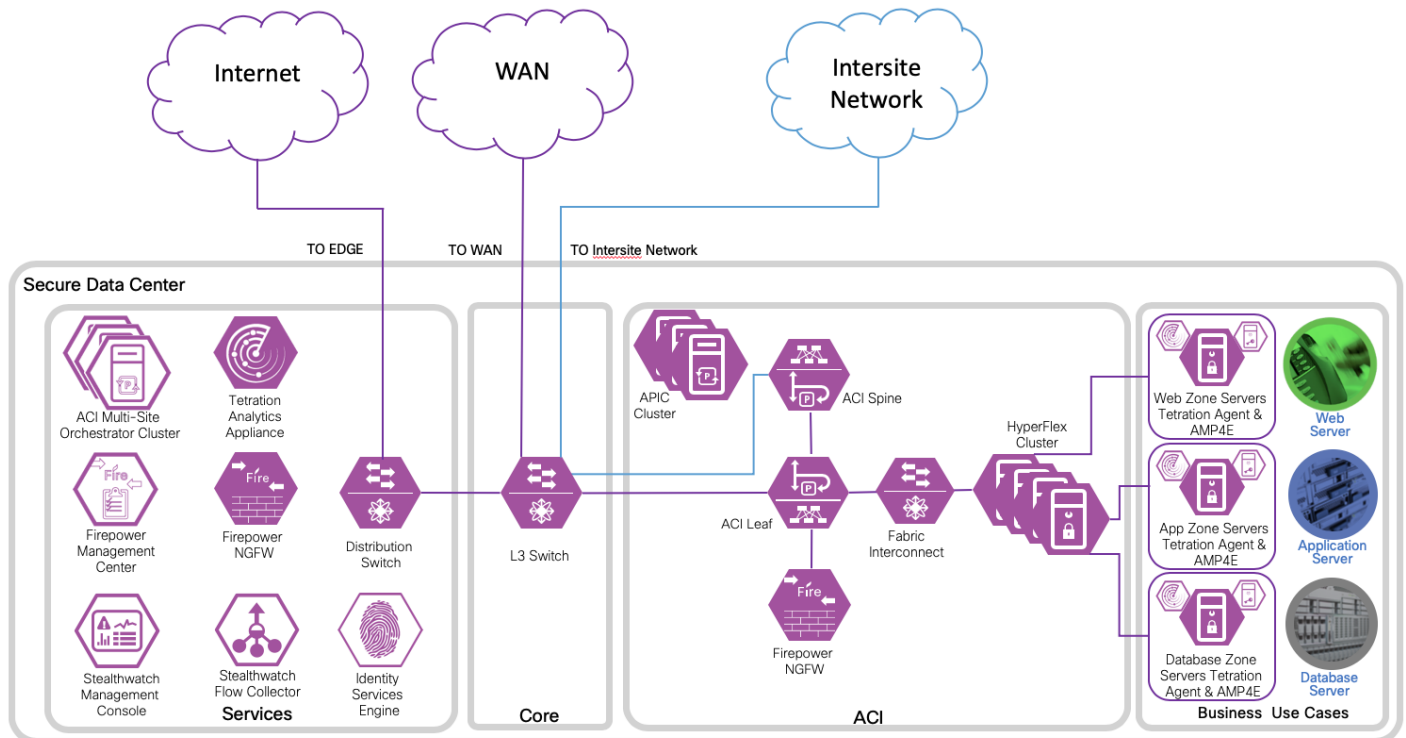 Internet
WAN
Intersite
Network
TO EDGE
TO WAN
TO Intersite Network
Secure Data Center
ACI Multi-Site
Orchestrator Cluster
Tetration
Analytics
Appliance
Fire
Firepower
Management
Center
Fire
Firepower
NGFW
Distribution
Switch
Stealthwatch
Management
Console
Stealthwatch
Flow Collector
Identity
Services
Engine
Services
L3 Switch
Core
APIC
Cluster
ACI Spine
ACI Leaf
Fabric
Interconnect
HyperFlex
Cluster
Fire
Firepower
NGFW
ACI
Web Zone Servers
Tetration Agent &
AMP4E
Web
Server
App Zone Servers
Tetration Agent &
AMP4E
Application
Server
Database Zone
Servers Tetration
Agent & AMP4E
Database
Server
Business Use Cases
P
P
P
P